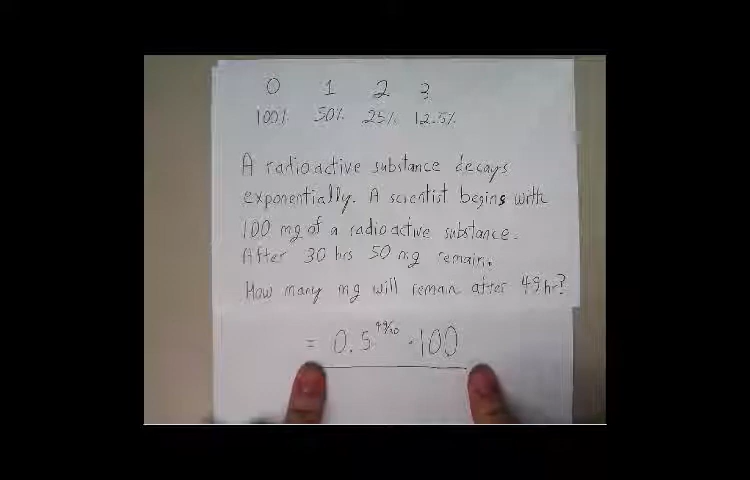 0 1 2 3
100% 50% 25% 12.5%
A radioactive substance decays
exponentially. A scientist begins with
100 mg of a radioactive substance.
After 30 hrs 50 mg remain.
How many mg will remain after 49 hr?
= 0.5^49/30 · 100